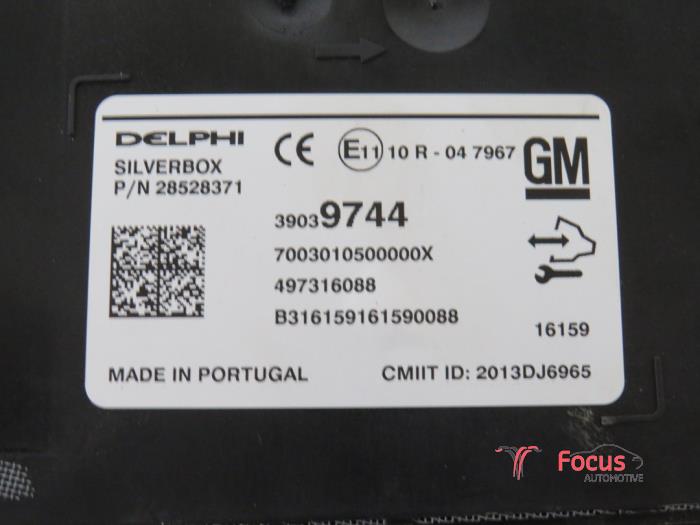 DELPHI
SILVERBOX
P/N 28528371
CE
E11 10 R - 04 7967
GM
39039744
7003010500000X
497316088
B316159161590088
16159
MADE IN PORTUGAL
CMIIT ID: 2013DJ6965
Focus
AUTOMOTIVE